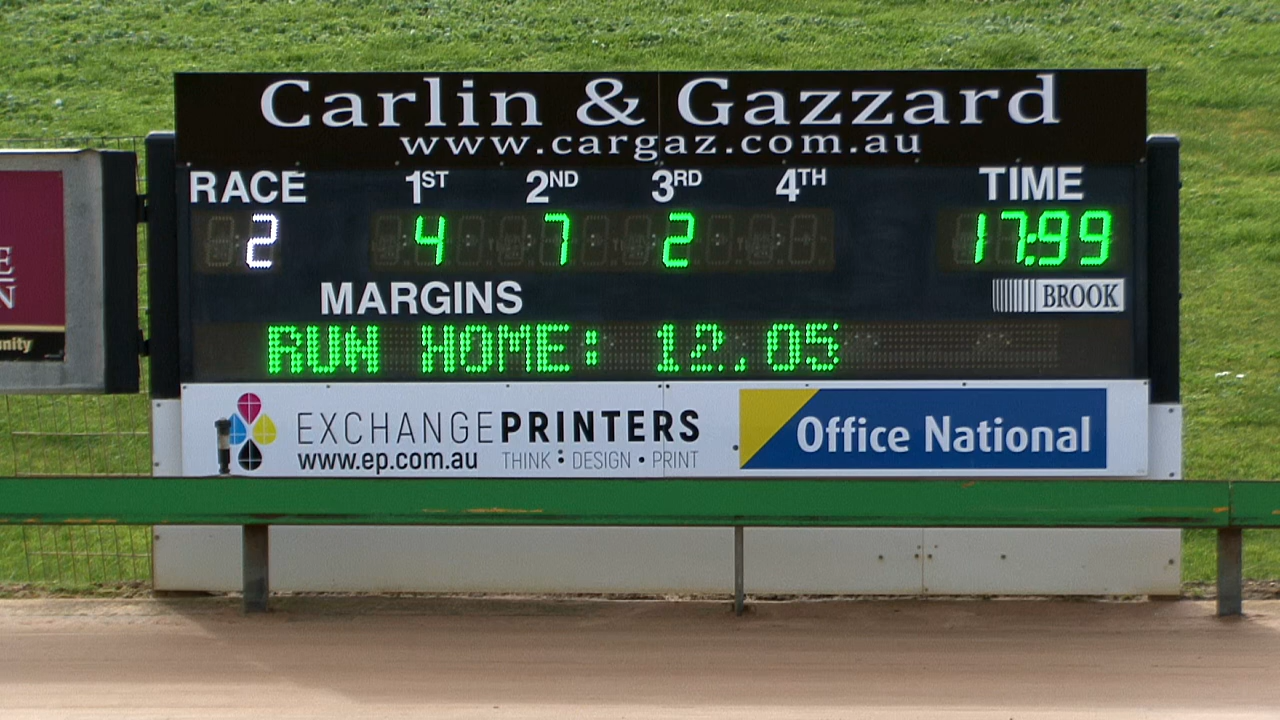 Carlin & Gazzard
www.cargaz.com.au
RACE 1ST 2ND 3RD 4TH TIME
2 4 7 2 17:99
MARGINS
BROOK
RUN HOME: 12.05
EXCHANGEPRINTERS
www.ep.com.au THINK : DESIGN • PRINT
Office National
E
N
nity